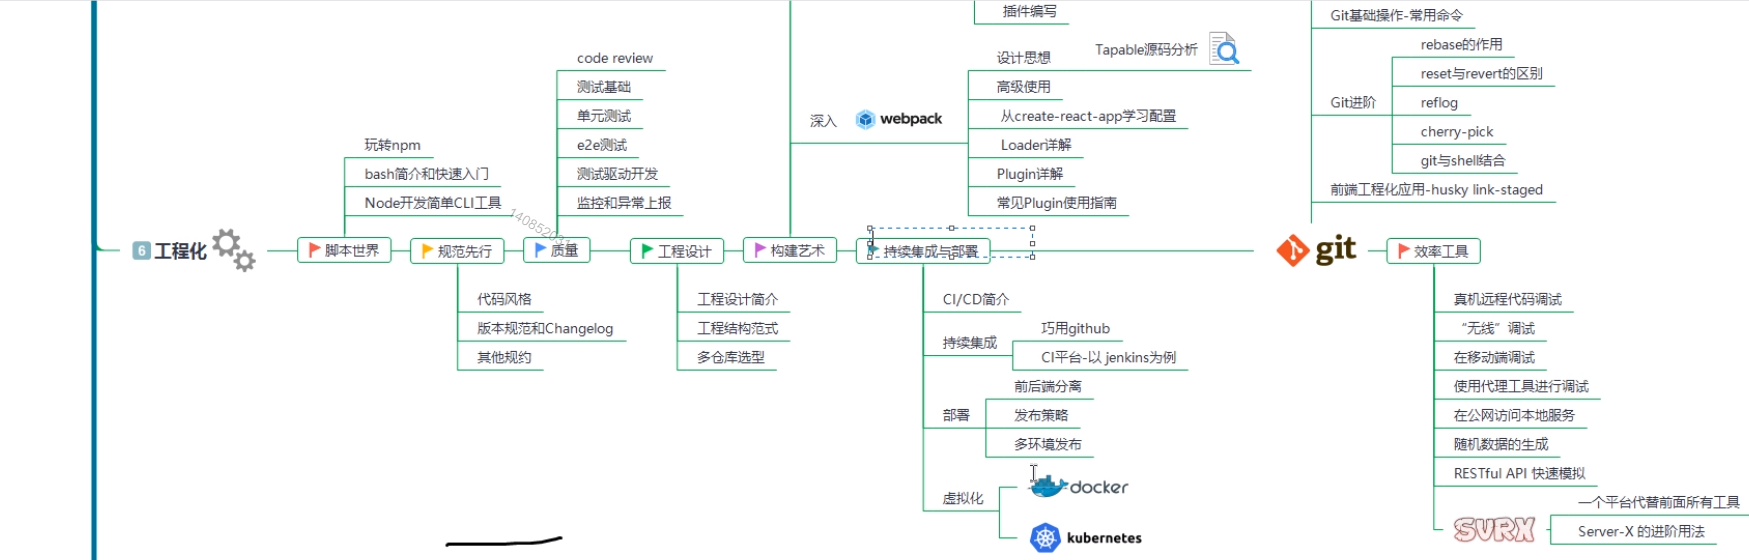 插件编写
Git基础操作-常用命令
rebase的作用
reset与revert的区别
Git进阶
reflog
cherry-pick
git与shell结合
前端工程化应用-husky link-staged
code review
测试基础
单元测试
e2e测试
测试驱动开发
监控和异常上报
设计思想
Tapable源码分析
高级使用
深入
webpack
从create-react-app学习配置
Loader详解
Plugin详解
常见Plugin使用指南
玩转npm
bash简介和快速入门
Node开发简单CLI工具
6 工程化
脚本世界
规范先行
质量
工程设计
构建艺术
持续集成与部署
git
效率工具
代码风格
版本规范和Changelog
其他规约
工程设计简介
工程结构范式
多仓库选型
CI/CD简介
持续集成
巧用github
CI平台-以 jenkins为例
部署
前后端分离
发布策略
多环境发布
虚拟化
docker
kubernetes
真机远程代码调试
“无线”调试
在移动端调试
使用代理工具进行调试
在公网访问本地服务
随机数据的生成
RESTful API 快速模拟
SVRX
一个平台代替前面所有工具
Server-X 的进阶用法